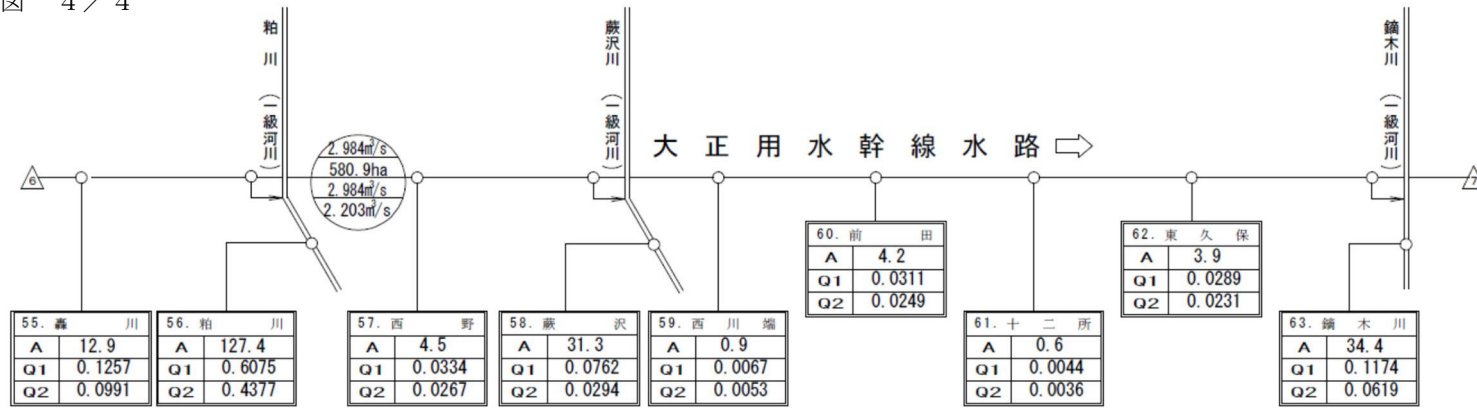 図 4/4
粕川(一級河川)
蕨沢川(一級河川)
鏑木川(一級河川)
大正用水幹線水路⇨
2.984㎥/s
580.9ha
2.984㎥/s
2.203㎥/s
6
7
55. 轟川
A 12.9
Q1 0.1257
Q2 0.0991
56. 粕川
A 127.4
Q1 0.6075
Q2 0.4377
57. 西野
A 4.5
Q1 0.0334
Q2 0.0267
58. 蕨沢
A 31.3
Q1 0.0762
Q2 0.0294
59. 西川端
A 0.9
Q1 0.0067
Q2 0.0053
60. 前田
A 4.2
Q1 0.0311
Q2 0.0249
61. 十二所
A 0.6
Q1 0.0044
Q2 0.0036
62. 東久保
A 3.9
Q1 0.0289
Q2 0.0231
63. 鏑木川
A 34.4
Q1 0.1174
Q2 0.0619